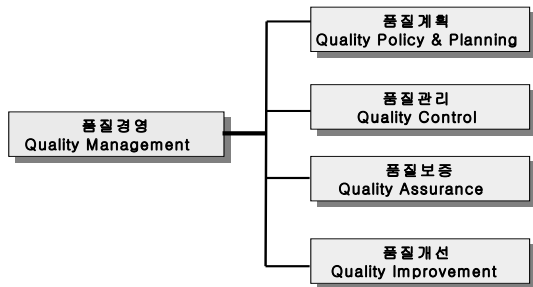 품질계획
Quality Policy & Planning
품질관리
Quality Control
품질경영
Quality Management
품질보증
Quality Assurance
품질개선
Quality Improvement